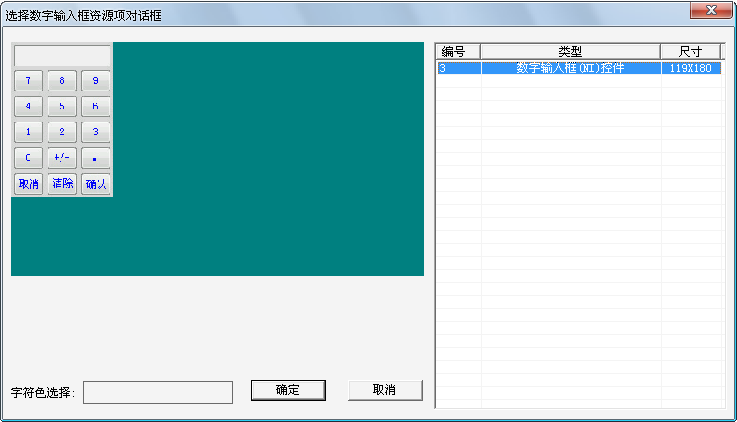 选择数字输入框资源项对话框
7 8 9
4 5 6
1 2 3
C +/- .
取消 清除 确认
编号 类型 尺寸
3 数字输入框(NI)控件 119X180
字符色选择: 确定 取消